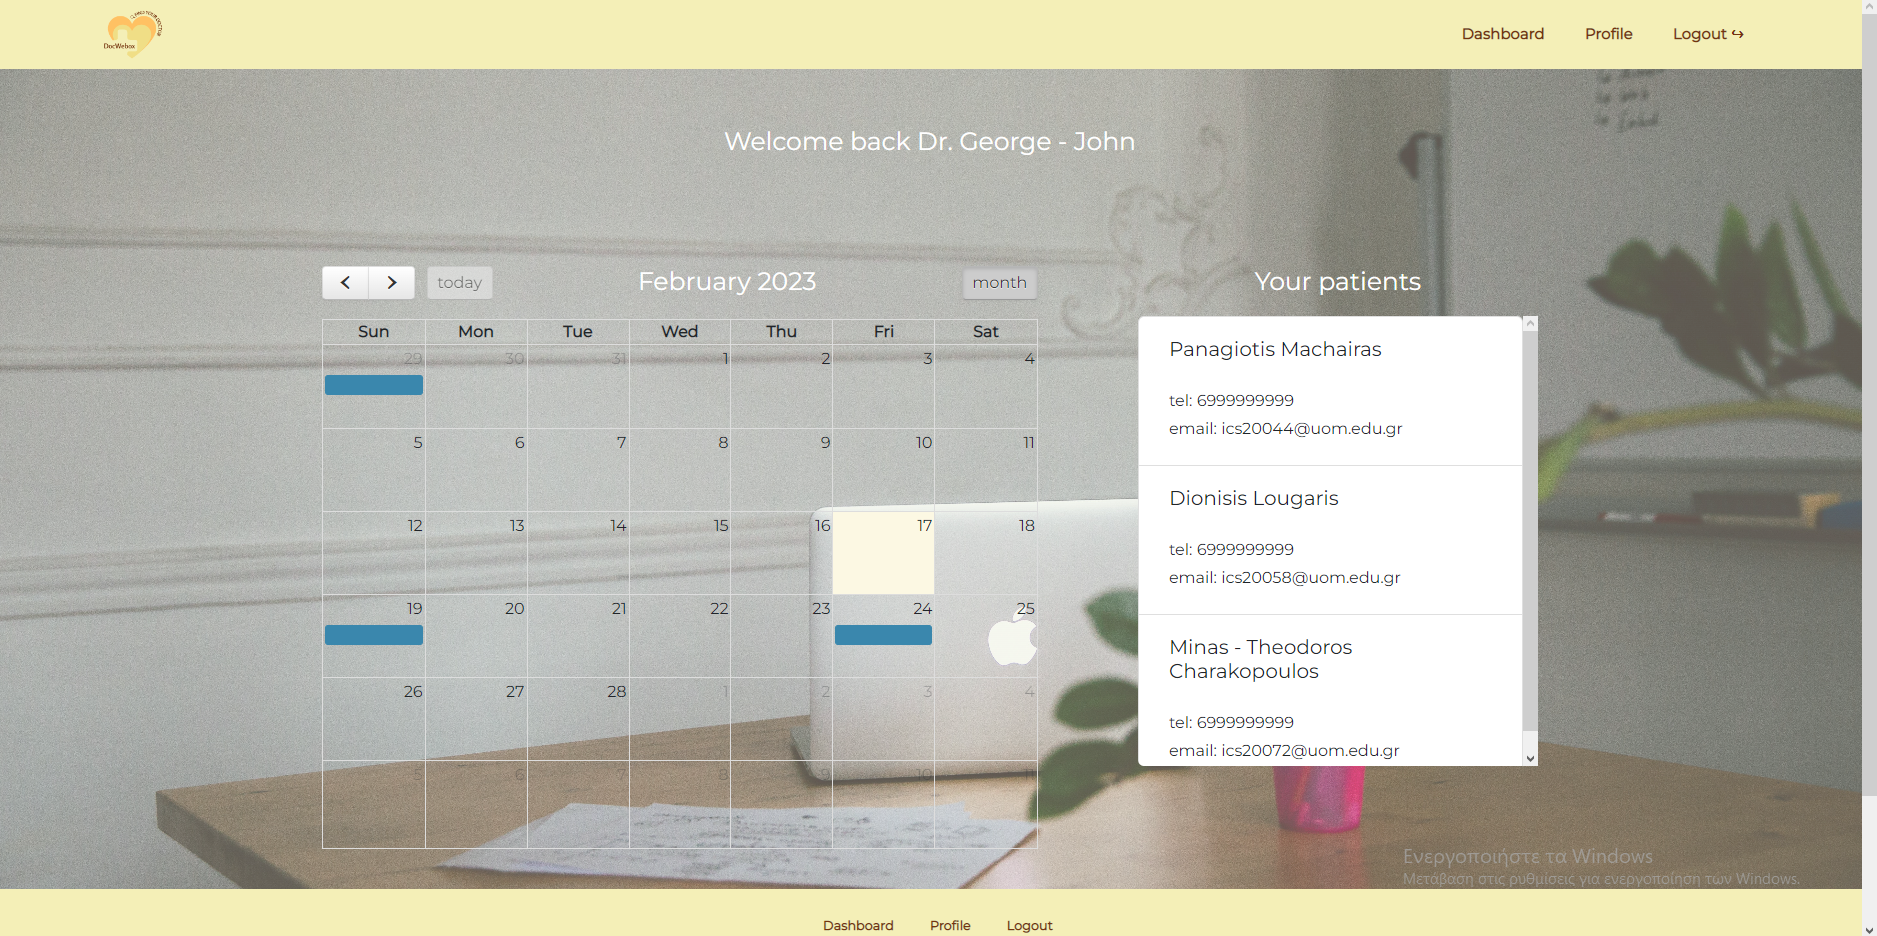 DocWebox
Dashboard
Profile
Logout
Welcome back Dr. George - John
today
February 2023
month
Sun Mon Tue Wed Thu Fri Sat
29 30 31 1 2 3 4
5 6 7 8 9 10 11
12 13 14 15 16 17 18
19 20 21 22 23 24 25
26 27 28 1 2 3 4
5 6 7 8 9 10 11
Your patients
Panagiotis Machairas
tel: 6999999999
email: ics20044@uom.edu.gr
Dionisis Lougaris
tel: 6999999999
email: ics20058@uom.edu.gr
Minas - Theodoros
Charakopoulos
tel: 6999999999
email: ics20072@uom.edu.gr
Ενεργοποιήστε τα Windows
Μετάβαση στις ρυθμίσεις για ενεργοποίηση των Windows.
Dashboard
Profile
Logout